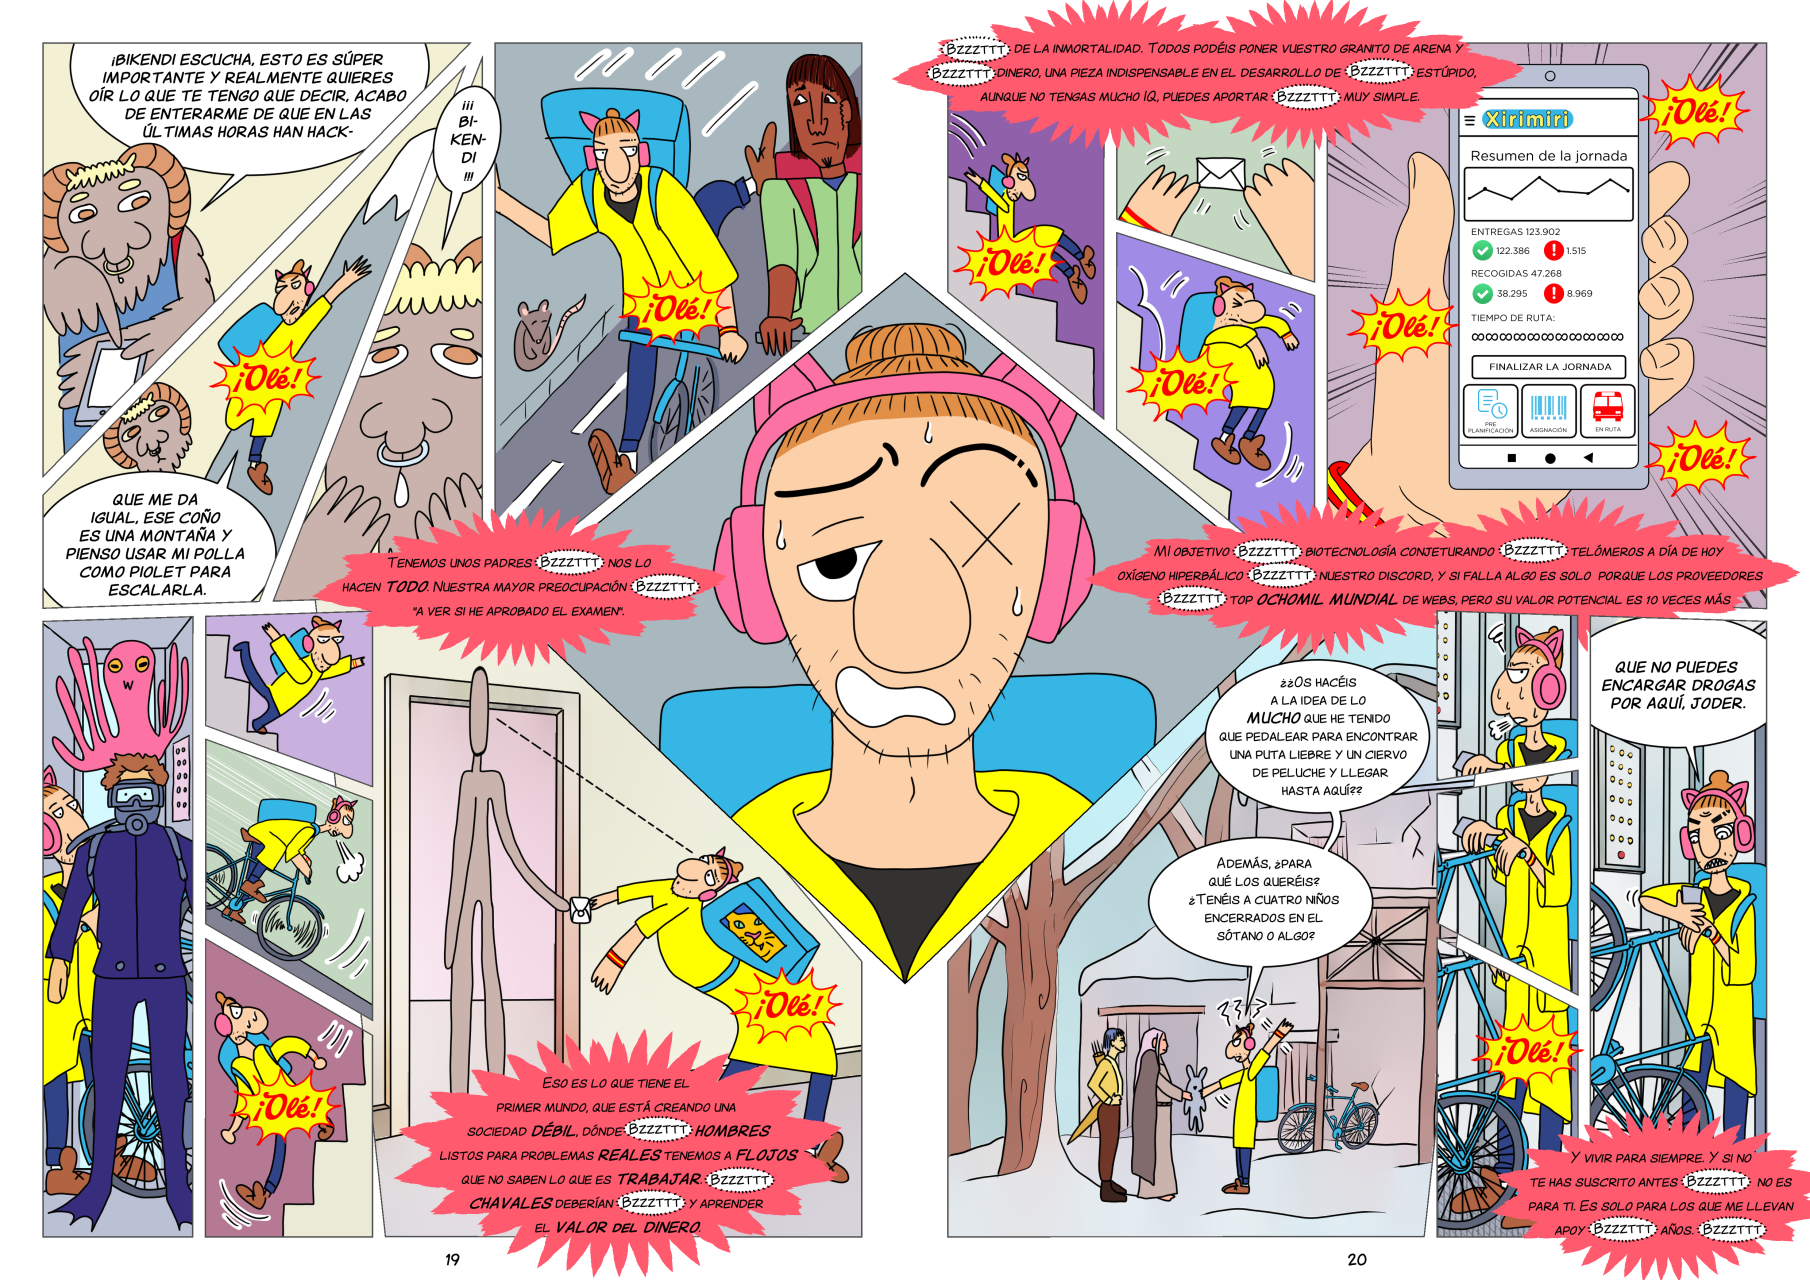 ¡BIKENDI ESCUCHA, ESTO ES SÚPER
IMPORTANTE Y REALMENTE QUIERES
OÍR LO QUE TE TENGO QUE DECIR, ACABO
DE ENTERARME DE QUE EN LAS
ÚLTIMAS HORAS HAN HACK-
¡¡¡
BI-
KEN-
DI
!!!
¡Olé!
¡Olé!
QUE ME DA
IGUAL, ESE COÑO
ES UNA MONTAÑA Y
PIENSO USAR MI POLLA
COMO PIOLET PARA
ESCALARLA.
TENEMOS UNOS PADRES BZZZTTT NOS LO
HACEN TODO. NUESTRA MAYOR PREOCUPACIÓN BZZZTTT
"A VER SI HE APROBADO EL EXAMEN".
¡Olé!
¡Olé!
ESO ES LO QUE TIENE EL
PRIMER MUNDO, QUE ESTÁ CREANDO UNA
SOCIEDAD DÉBIL, DÓNDE BZZZTTT HOMBRES
LISTOS PARA PROBLEMAS REALES TENEMOS A FLOJOS
QUE NO SABEN LO QUE ES TRABAJAR. BZZZTTT
CHAVALES DEBERÍAN BZZZTTT Y APRENDER
EL VALOR DEL DINERO.
19
BZZZTTT DE LA INMORTALIDAD. TODOS PODÉIS PONER VUESTRO GRANITO DE ARENA Y
BZZZTTT DINERO, UNA PIEZA INDISPENSABLE EN EL DESARROLLO DE BZZZTTT ESTÚPIDO,
AUNQUE NO TENGAS MUCHO IQ, PUEDES APORTAR BZZZTTT MUY SIMPLE.
¡Olé!
¡Olé!
¡Olé!
¡Olé!
¡Olé!
Xirimiri
Resumen de la jornada
ENTREGAS 123.902
122.386 ! 1.515
RECOGIDAS 47.268
38.295 ! 8.969
TIEMPO DE RUTA:
∞∞∞∞∞∞∞∞∞∞∞
FINALIZAR LA JORNADA
PRE
PLANIFICACIÓN
ASIGNACIÓN
EN RUTA
MI OBJETIVO BZZZTTT BIOTECNOLOGÍA CONJETURANDO BZZZTTT TELÓMEROS A DÍA DE HOY
OXÍGENO HIPERBÁLICO BZZZTTT NUESTRO DISCORD, Y SI FALLA ALGO ES SOLO PORQUE LOS PROVEEDORES
BZZZTTT TOP OCHOMIL MUNDIAL DE WEBS, PERO SU VALOR POTENCIAL ES 10 VECES MÁS
¿¿OS HACÉIS
A LA IDEA DE LO
MUCHO QUE HE TENIDO
QUE PEDALEAR PARA ENCONTRAR
UNA PUTA LIEBRE Y UN CIERVO
DE PELUCHE Y LLEGAR
HASTA AQUÍ??
ADEMÁS, ¿PARA
QUÉ LOS QUERÉIS?
¿TENÉIS A CUATRO NIÑOS
ENCERRADOS EN EL
SÓTANO O ALGO?
QUE NO PUEDES
ENCARGAR DROGAS
POR AQUÍ, JODER.
¡Olé!
Y VIVIR PARA SIEMPRE. Y SI NO
TE HAS SUSCRITO ANTES BZZZTTT NO ES
PARA TI. ES SOLO PARA LOS QUE ME LLEVAN
APOY BZZZTTT AÑOS. BZZZTTT
20